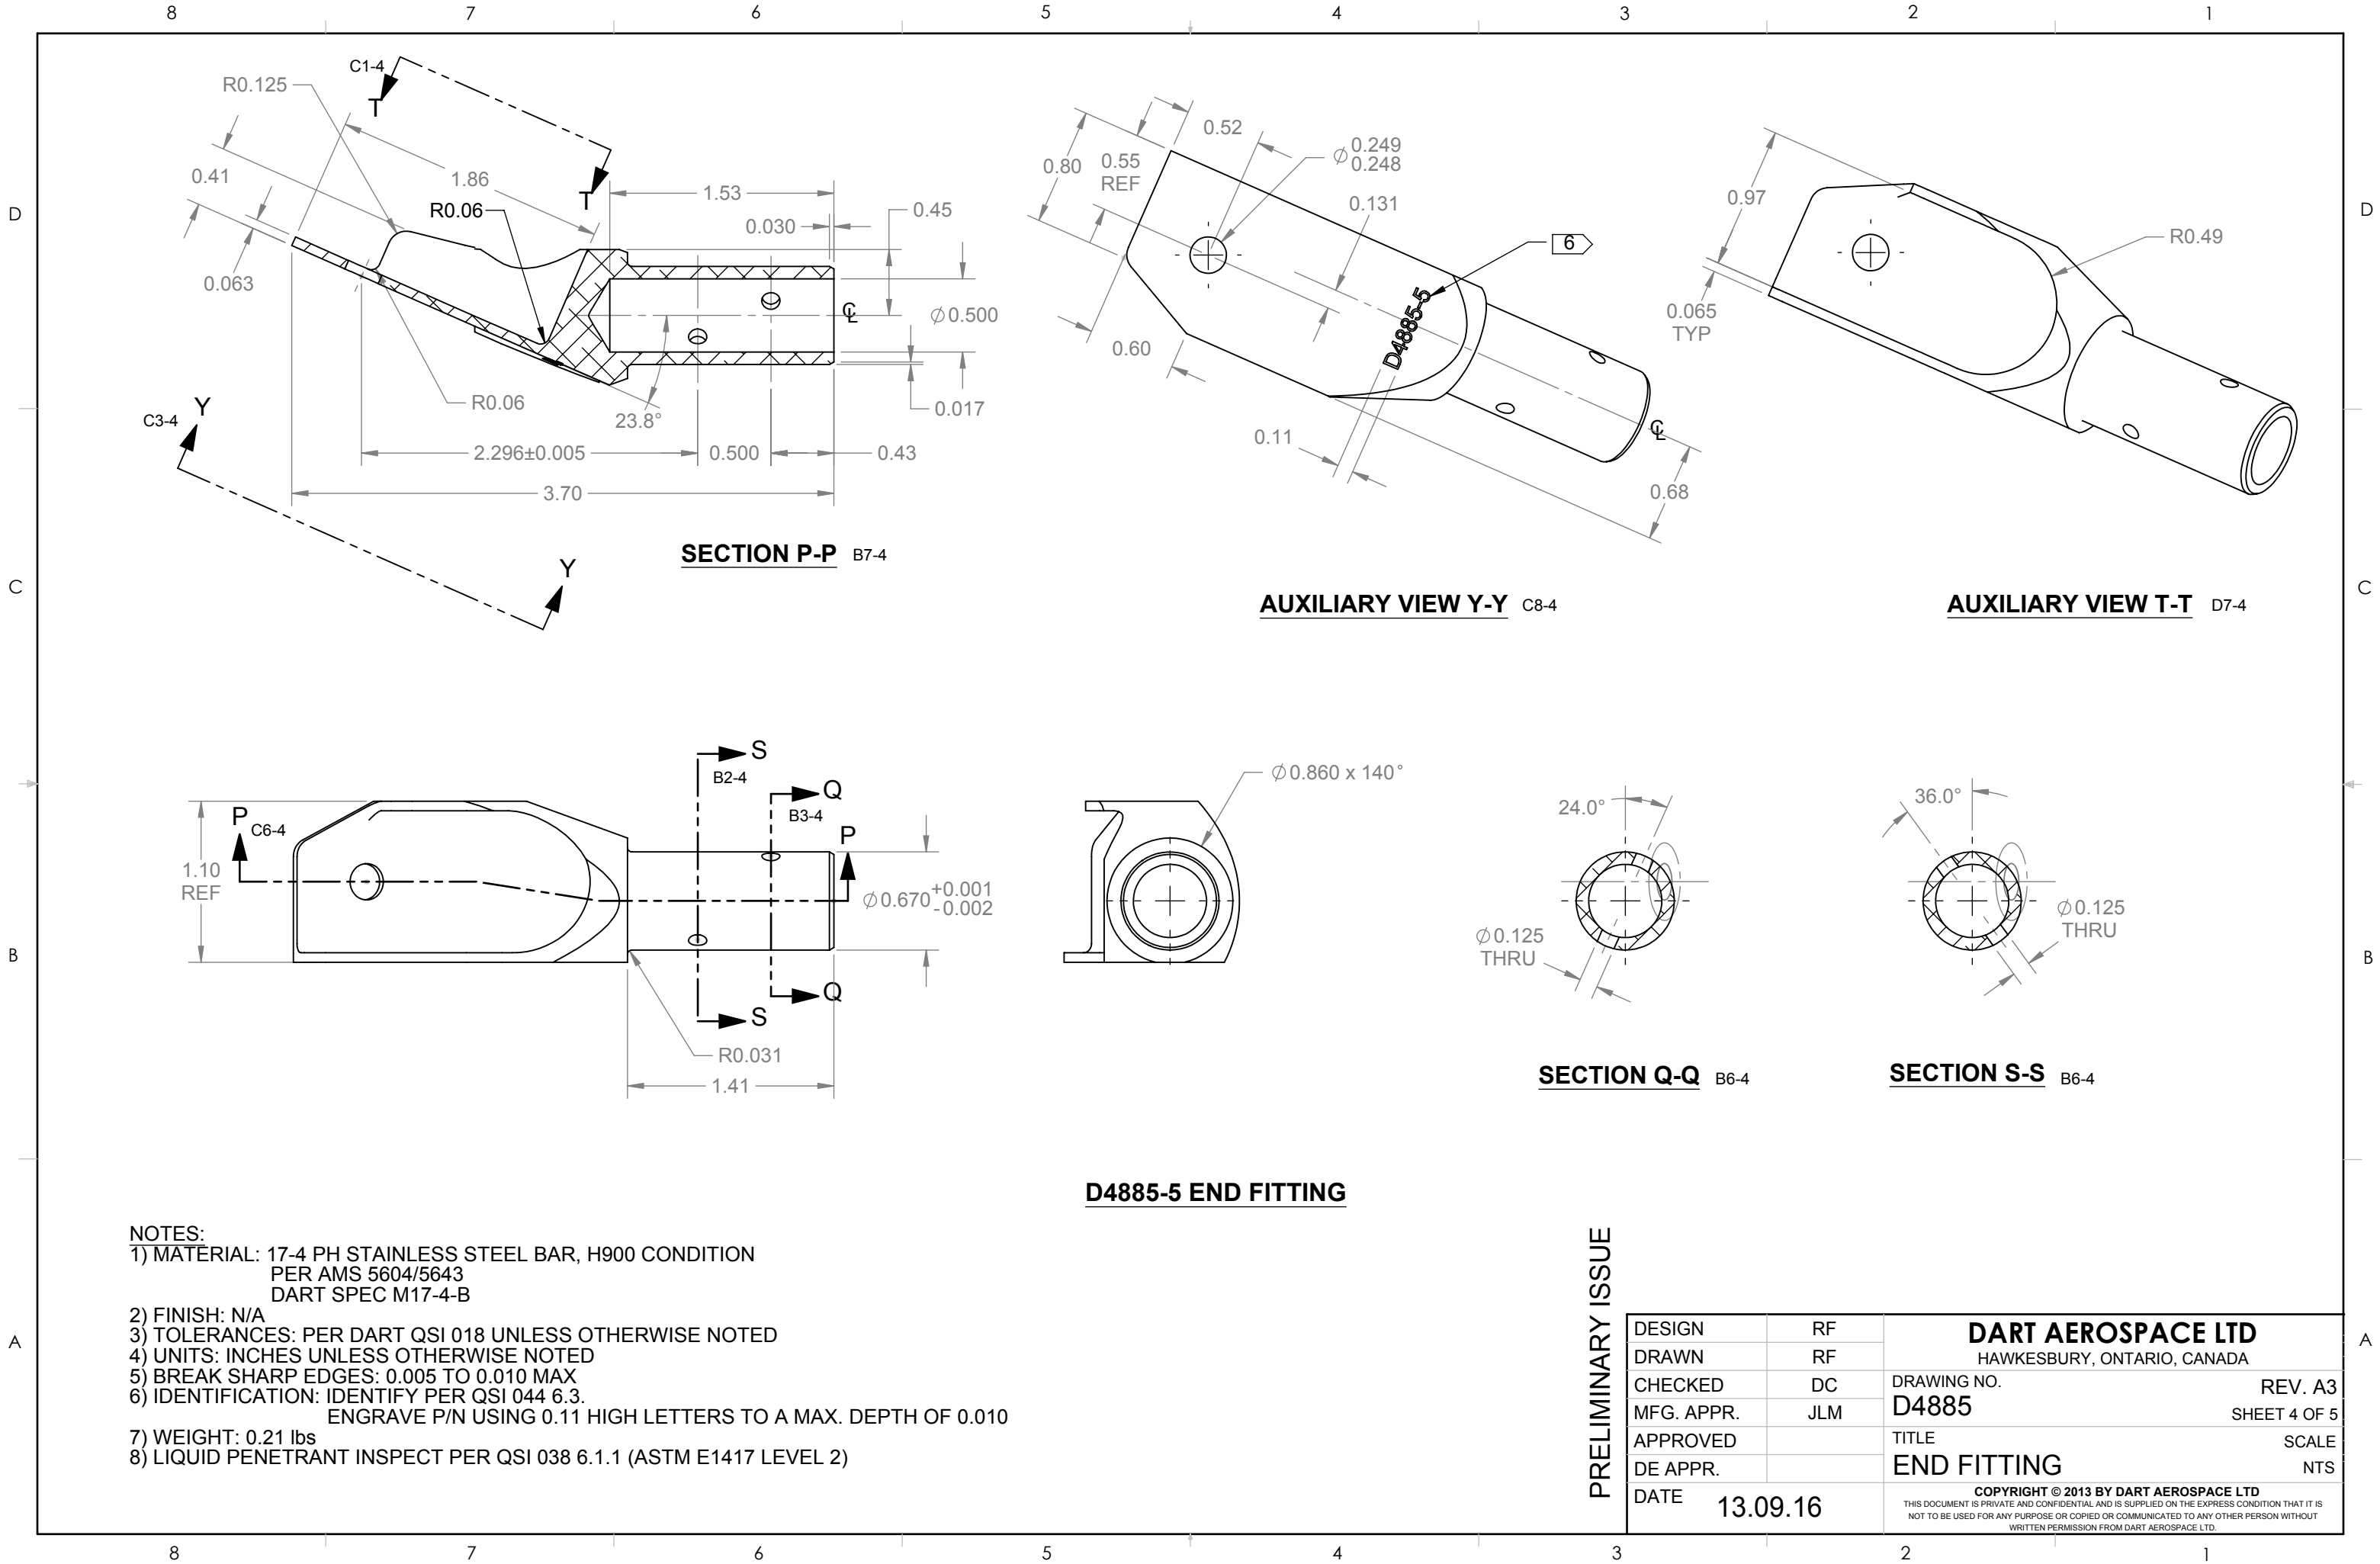 8 7 6 5 4 3 2 1
D
D
C
C
B
B
A
A
C1-4
T
T
R0.125
1.86
0.41
R0.06
0.063
1.53
0.030
0.45
℄
⌀0.500
0.017
R0.06
23.8°
C3-4
Y
Y
2.296±0.005
0.500
0.43
3.70
SECTION P-P B7-4
0.52
0.80
0.55
REF
⌀0.249
0.248
0.131
6
D4885-5
0.60
0.11
℄
0.68
AUXILIARY VIEW Y-Y C8-4
0.97
R0.49
0.065
TYP
AUXILIARY VIEW T-T D7-4
S
B2-4
Q
B3-4
P
C6-4
P
1.10
REF
⌀0.670 +0.001
-0.002
Q
S
R0.031
1.41
⌀0.860 x 140°
24.0°
⌀0.125
THRU
SECTION Q-Q B6-4
36.0°
⌀0.125
THRU
SECTION S-S B6-4
D4885-5 END FITTING
NOTES:
1) MATERIAL: 17-4 PH STAINLESS STEEL BAR, H900 CONDITION
PER AMS 5604/5643
DART SPEC M17-4-B
2) FINISH: N/A
3) TOLERANCES: PER DART QSI 018 UNLESS OTHERWISE NOTED
4) UNITS: INCHES UNLESS OTHERWISE NOTED
5) BREAK SHARP EDGES: 0.005 TO 0.010 MAX
6) IDENTIFICATION: IDENTIFY PER QSI 044 6.3.
ENGRAVE P/N USING 0.11 HIGH LETTERS TO A MAX. DEPTH OF 0.010
7) WEIGHT: 0.21 lbs
8) LIQUID PENETRANT INSPECT PER QSI 038 6.1.1 (ASTM E1417 LEVEL 2)
PRELIMINARY ISSUE
DESIGN RF
DRAWN RF
CHECKED DC
MFG. APPR. JLM
APPROVED
DE APPR.
DATE 13.09.16
DART AEROSPACE LTD
HAWKESBURY, ONTARIO, CANADA
DRAWING NO. REV. A3
D4885 SHEET 4 OF 5
TITLE SCALE
END FITTING NTS
COPYRIGHT © 2013 BY DART AEROSPACE LTD
THIS DOCUMENT IS PRIVATE AND CONFIDENTIAL AND IS SUPPLIED ON THE EXPRESS CONDITION THAT IT IS
NOT TO BE USED FOR ANY PURPOSE OR COPIED OR COMMUNICATED TO ANY OTHER PERSON WITHOUT
WRITTEN PERMISSION FROM DART AEROSPACE LTD.
8 7 6 5 4 3 2 1